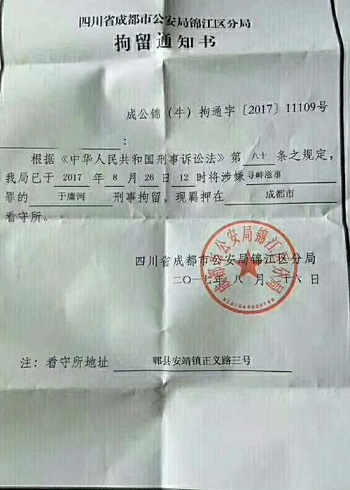 四川省成都市公安局锦江区分局
拘留通知书
成公锦（牛）拘通字〔2017〕11109号
：
根据《中华人民共和国刑事诉讼法》第 八十 条之规定，
我局已于 2017 年 8 月 26 日 12 时将涉嫌 寻衅滋事
罪的 于庸河 刑事拘留，现羁押在 成都市
看守所。
四川省成都市公安局锦江区分局
二〇一七年八月二十六日
注：看守所地址 郫县安靖镇正义路三号